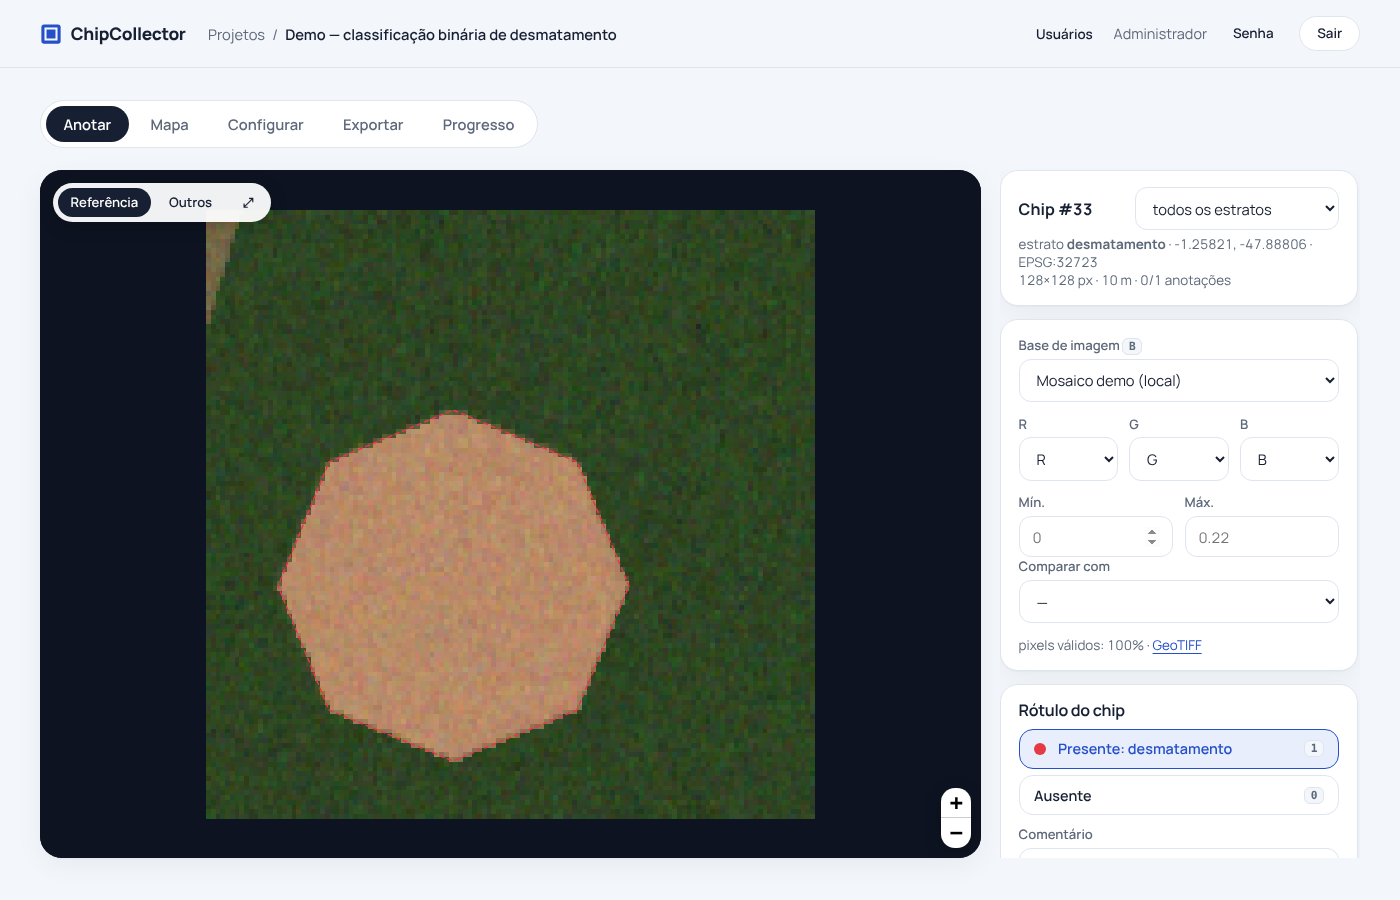 ChipCollector
Projetos / Demo — classificação binária de desmatamento
Usuários
Administrador
Senha
Sair
Anotar
Mapa
Configurar
Exportar
Progresso
Referência
Outros
Chip #33
todos os estratos
estrato desmatamento · -1.25821, -47.88806 ·
EPSG:32723
128×128 px · 10 m · 0/1 anotações
Base de imagem B
Mosaico demo (local)
R G B
R G B
Mín. Máx.
0 0.22
Comparar com
—
pixels válidos: 100% · GeoTIFF
Rótulo do chip
Presente: desmatamento 1
Ausente 0
Comentário
+
−